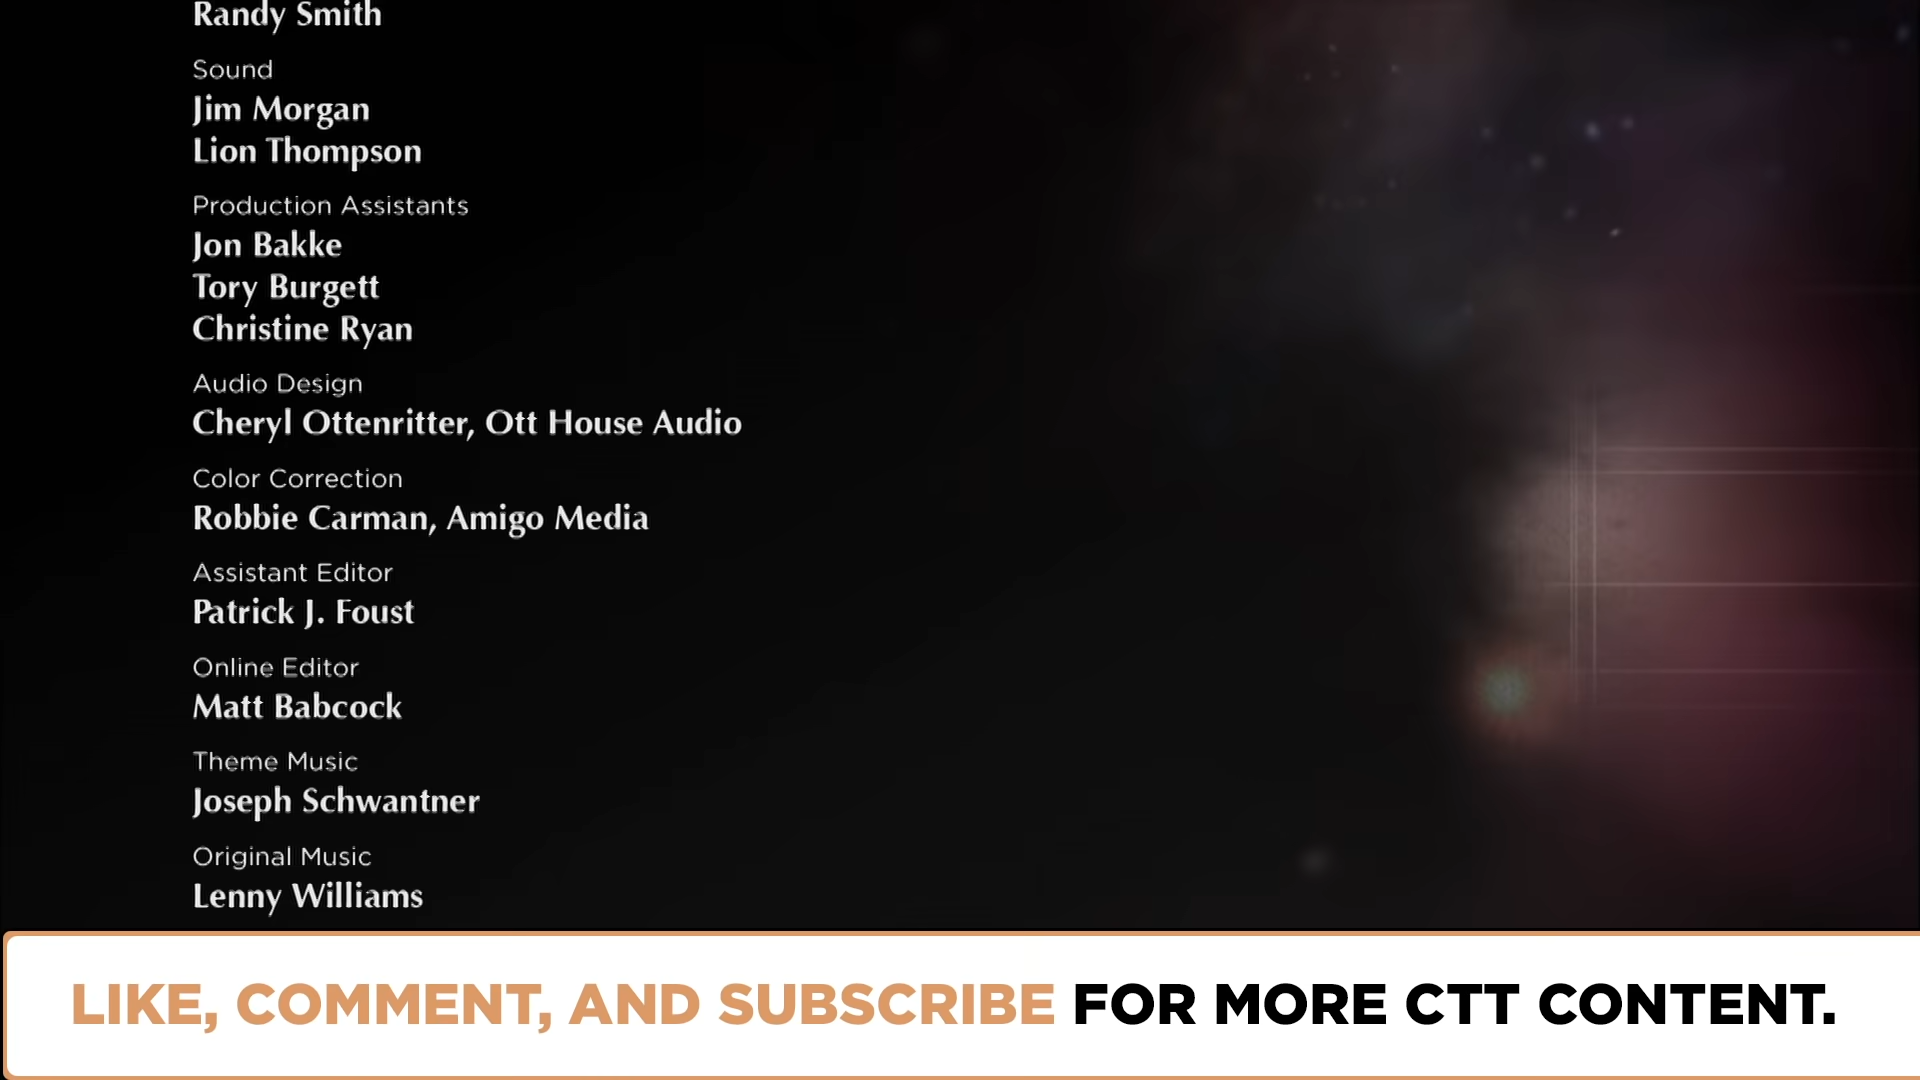 Randy Smith
Sound
Jim Morgan
Lion Thompson
Production Assistants
Jon Bakke
Tory Burgett
Christine Ryan
Audio Design
Cheryl Ottenritter, Ott House Audio
Color Correction
Robbie Carman, Amigo Media
Assistant Editor
Patrick J. Foust
Online Editor
Matt Babcock
Theme Music
Joseph Schwantner
Original Music
Lenny Williams
LIKE, COMMENT, AND SUBSCRIBE FOR MORE CTT CONTENT.